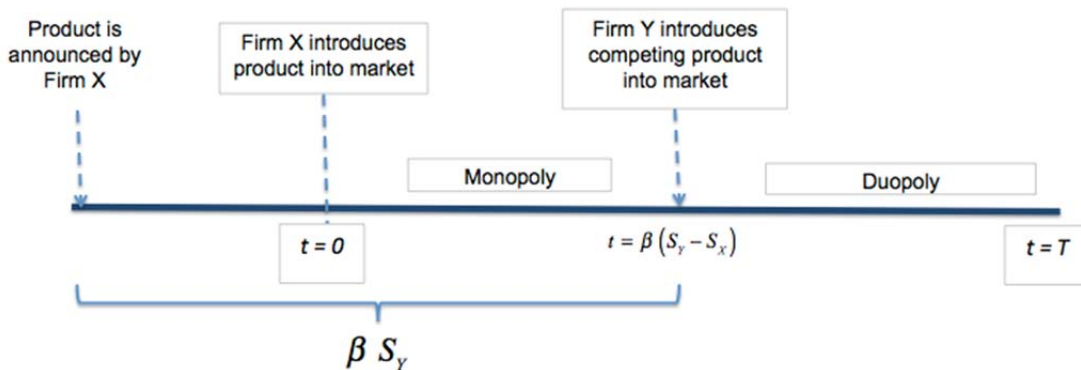 Product is
announced by
Firm X
Firm X introduces
product into market
Firm Y introduces
competing product
into market
Monopoly
Duopoly
t = 0
t = β (S_Y − S_X)
t = T
β S_Y